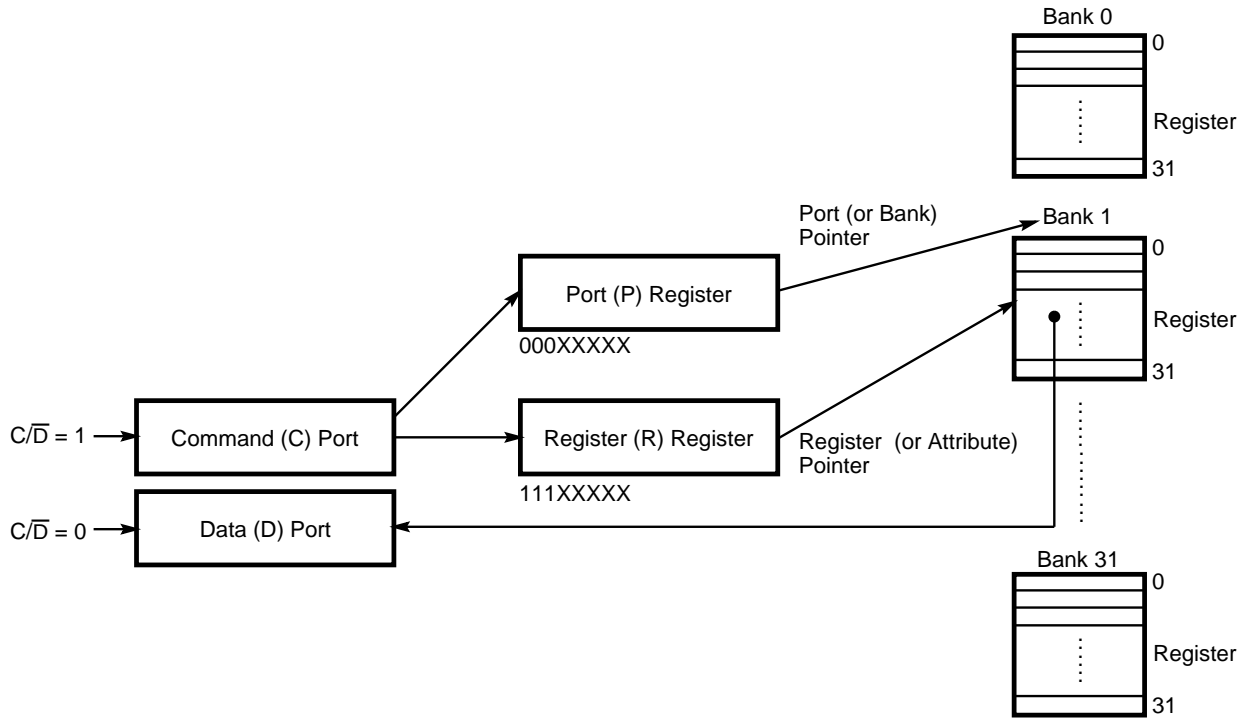 Bank 0
0
Register
31
Port (or Bank)
Pointer
Bank 1
0
Register
31
Port (P) Register
000XXXXX
C/D̅ = 1
Command (C) Port
Register (R) Register
111XXXXX
Register (or Attribute)
Pointer
C/D̅ = 0
Data (D) Port
Bank 31
0
Register
31